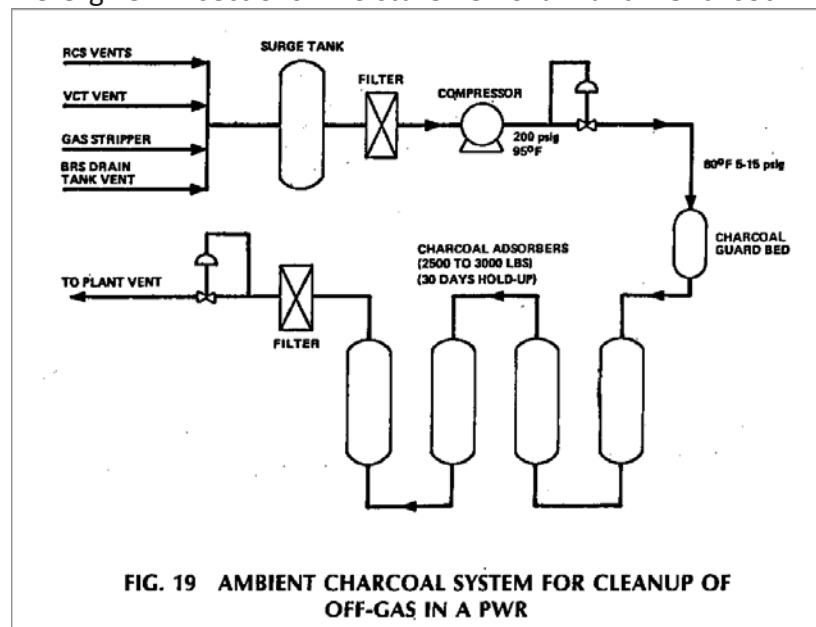 RCS VENTS
SURGE TANK
FILTER
VCT VENT
COMPRESSOR
GAS STRIPPER
200 psig
95°F
BRS DRAIN
TANK VENT
80°F 5-15 psig
CHARCOAL
GUARD BED
CHARCOAL ADSORBERS
(2500 TO 3000 LBS)
(30 DAYS HOLD-UP)
TO PLANT VENT
FILTER
FIG. 19 AMBIENT CHARCOAL SYSTEM FOR CLEANUP OF
OFF-GAS IN A PWR